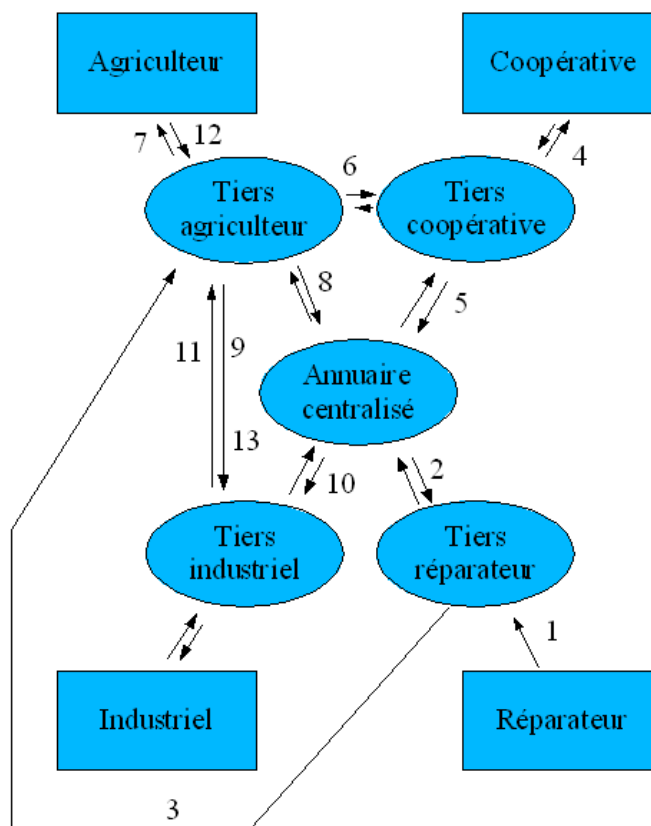 Agriculteur
Coopérative
7
12
4
6
Tiers
agriculteur
Tiers
coopérative
8
5
11
9
Annuaire
centralisé
13
10
2
Tiers
industriel
Tiers
réparateur
1
Industriel
Réparateur
3